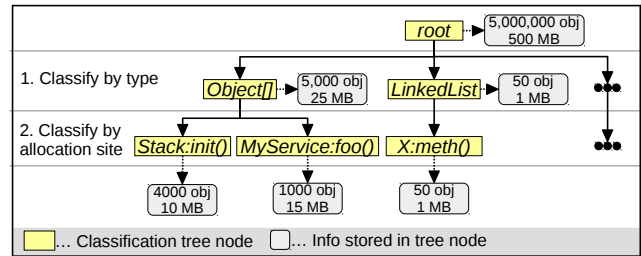 root
5,000,000 obj
500 MB
1. Classify by type
Object[]
5,000 obj
25 MB
LinkedList
50 obj
1 MB
2. Classify by
allocation site
Stack:init()
MyService:foo()
X:meth()
4000 obj
10 MB
1000 obj
15 MB
50 obj
1 MB
... Classification tree node
... Info stored in tree node